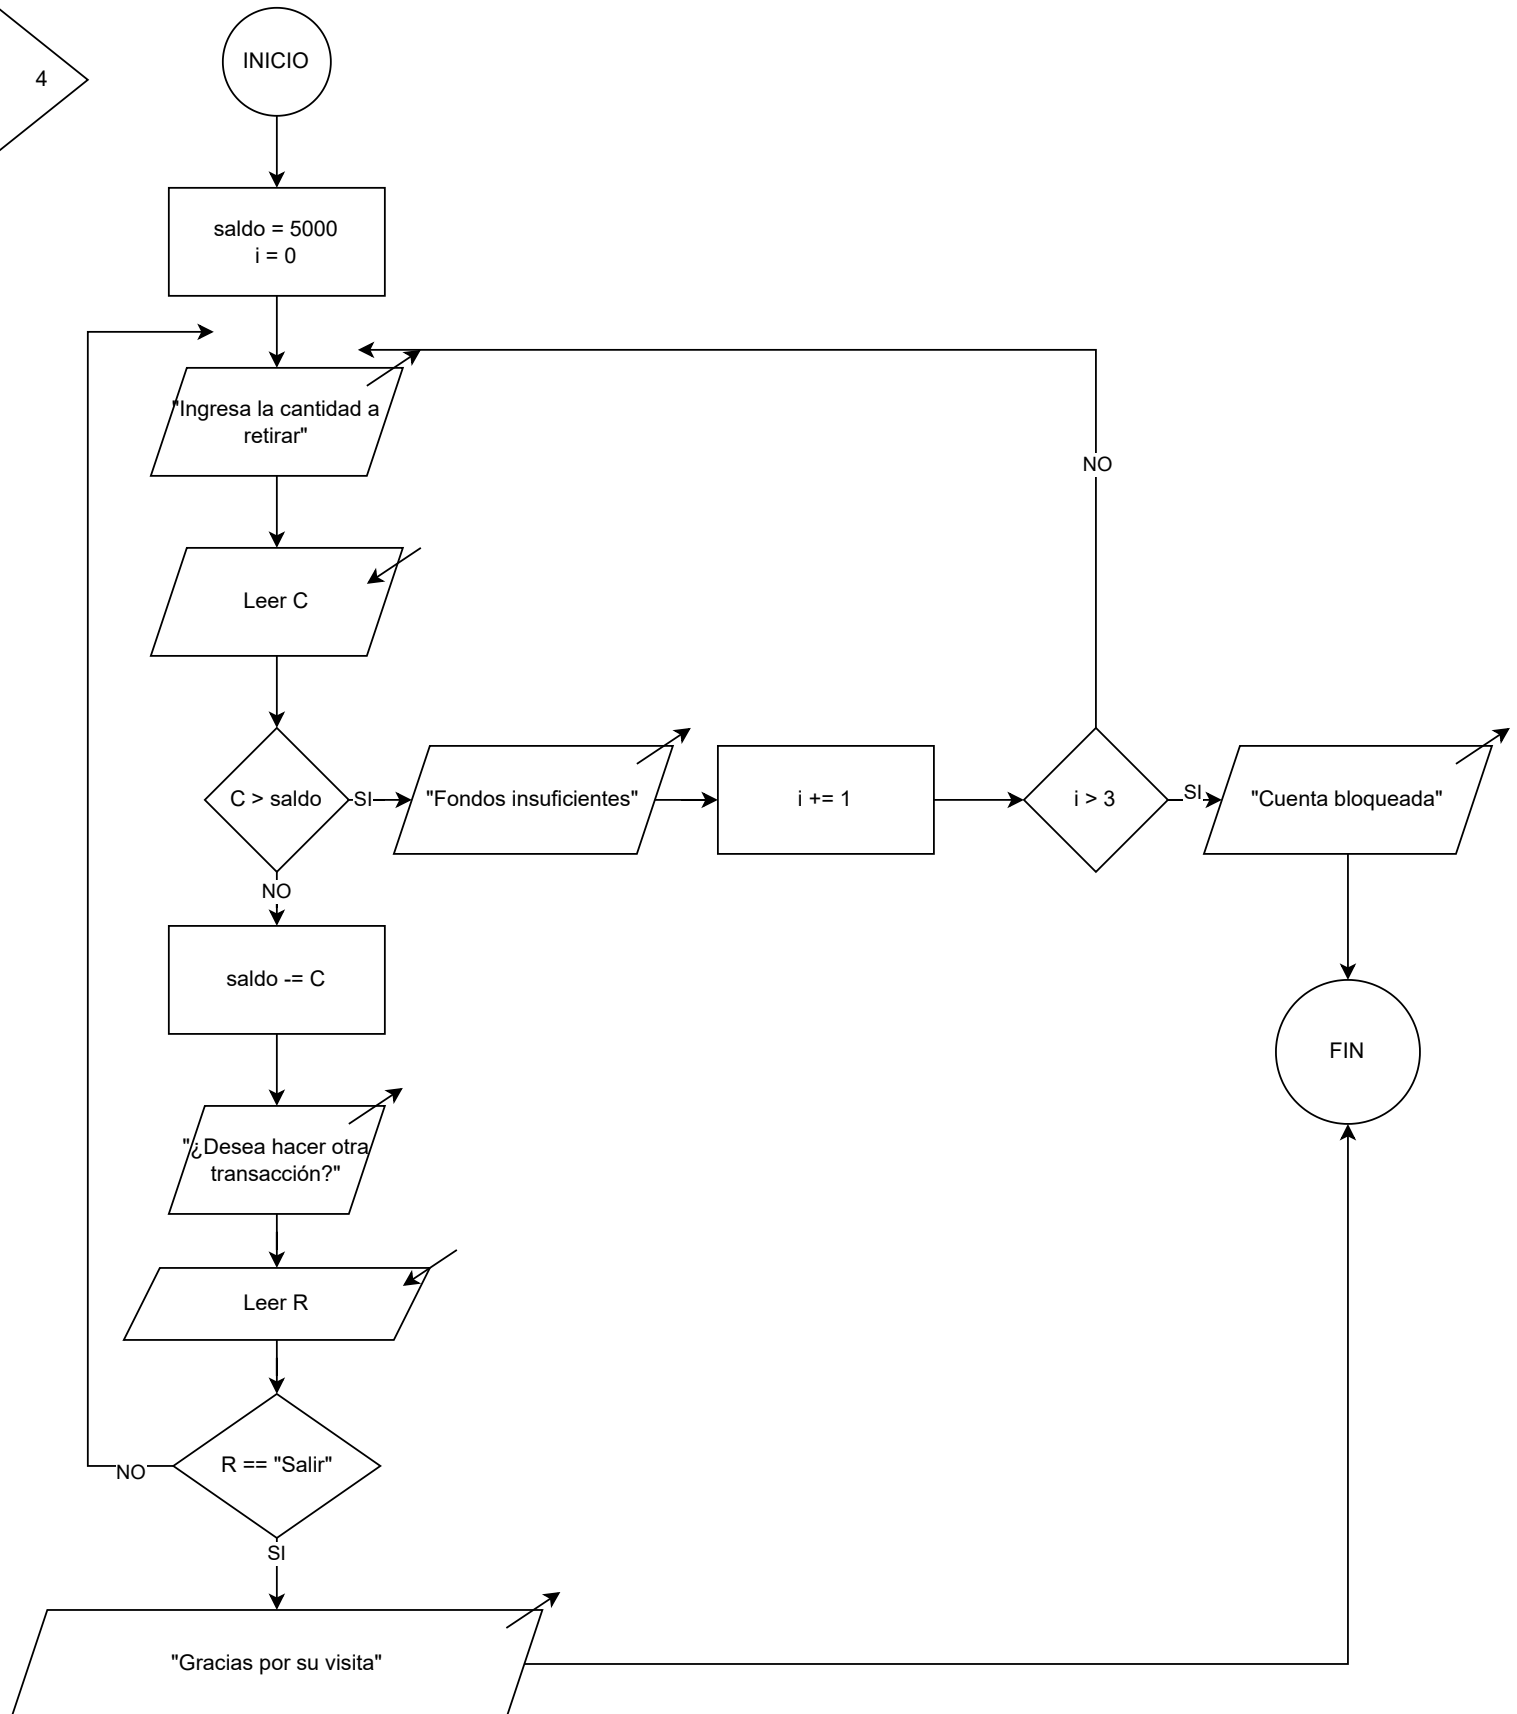 4
INICIO
saldo = 5000
i = 0
"Ingresa la cantidad a
retirar"
NO
Leer C
C > saldo
SI
"Fondos insuficientes"
i += 1
i > 3
SI
"Cuenta bloqueada"
NO
saldo -= C
FIN
"¿Desea hacer otra
transacción?"
Leer R
R == "Salir"
NO
SI
"Gracias por su visita"